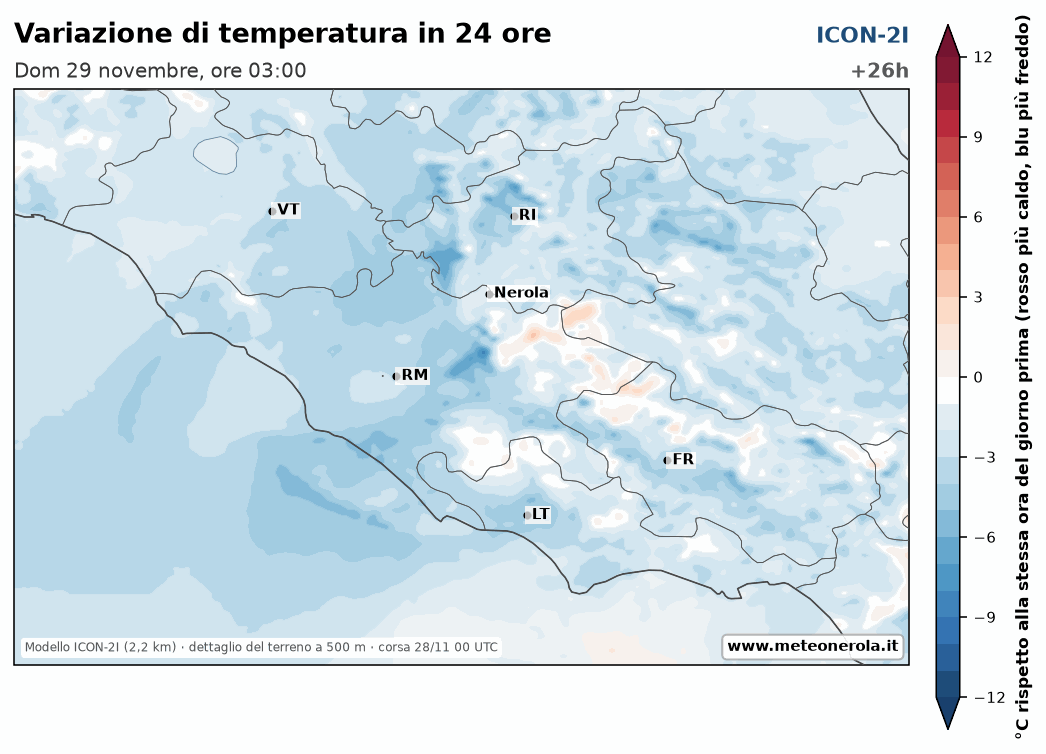 Variazione di temperatura in 24 ore
ICON-2I
Dom 29 novembre, ore 03:00
+26h
VT
RI
Nerola
RM
FR
LT
Modello ICON-2I (2,2 km) · dettaglio del terreno a 500 m · corsa 28/11 00 UTC
www.meteonerola.it
12
9
6
3
0
−3
−6
−9
−12
°C rispetto alla stessa ora del giorno prima (rosso più caldo, blu più freddo)